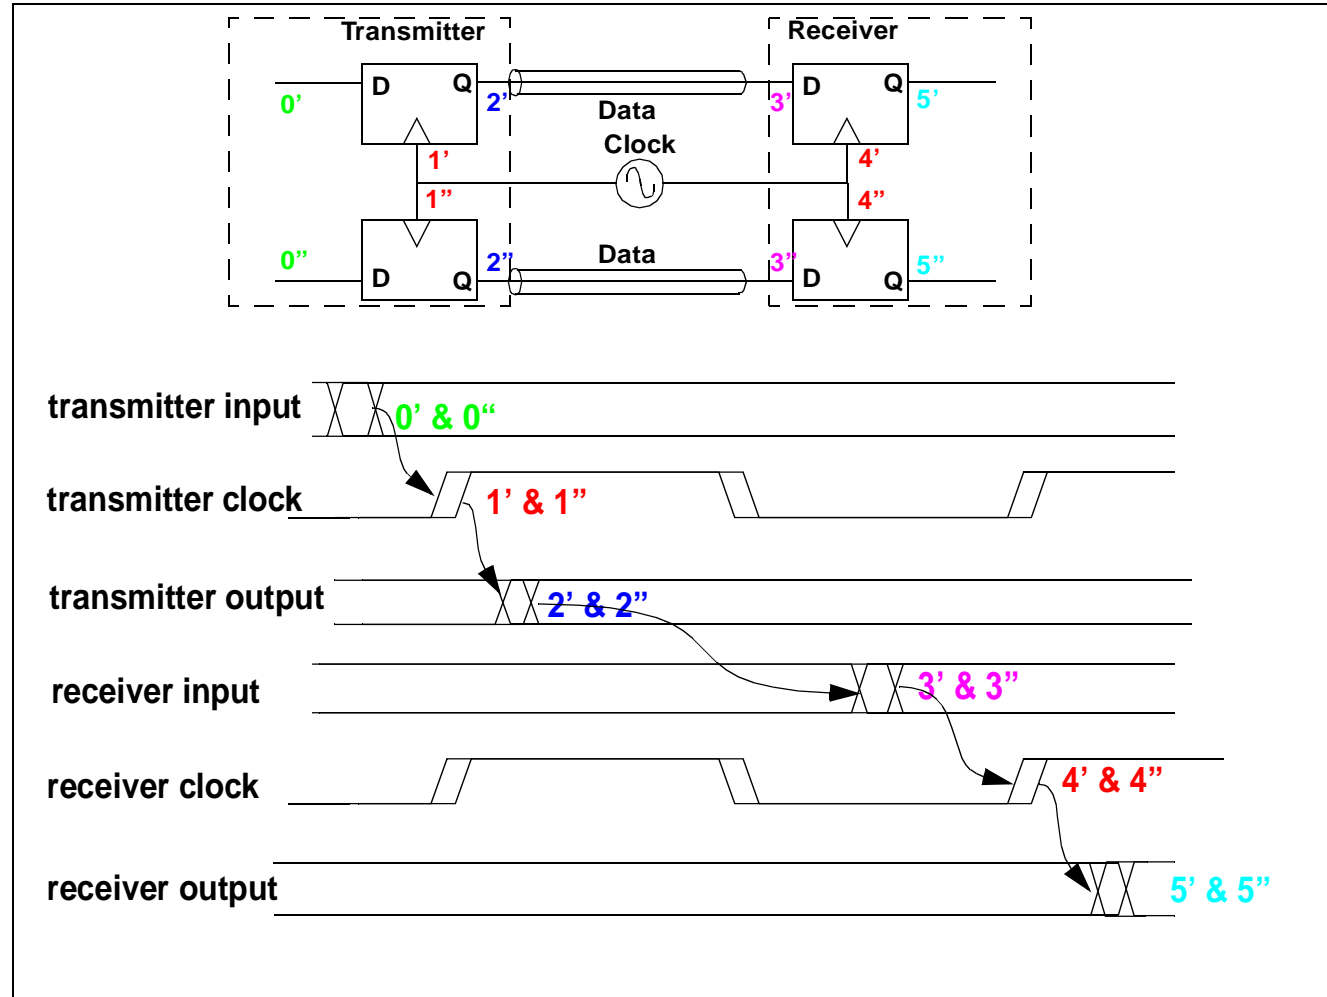 Transmitter Receiver
D Q D Q
0’ 2’ 3’ 5’
Data
Clock
1’ 4’
1” 4”
0” 2” Data 3” 5”
D Q D Q
transmitter input 0’ & 0“
transmitter clock 1’ & 1”
transmitter output 2’ & 2”
receiver input 3’ & 3”
receiver clock 4’ & 4”
receiver output 5’ & 5”